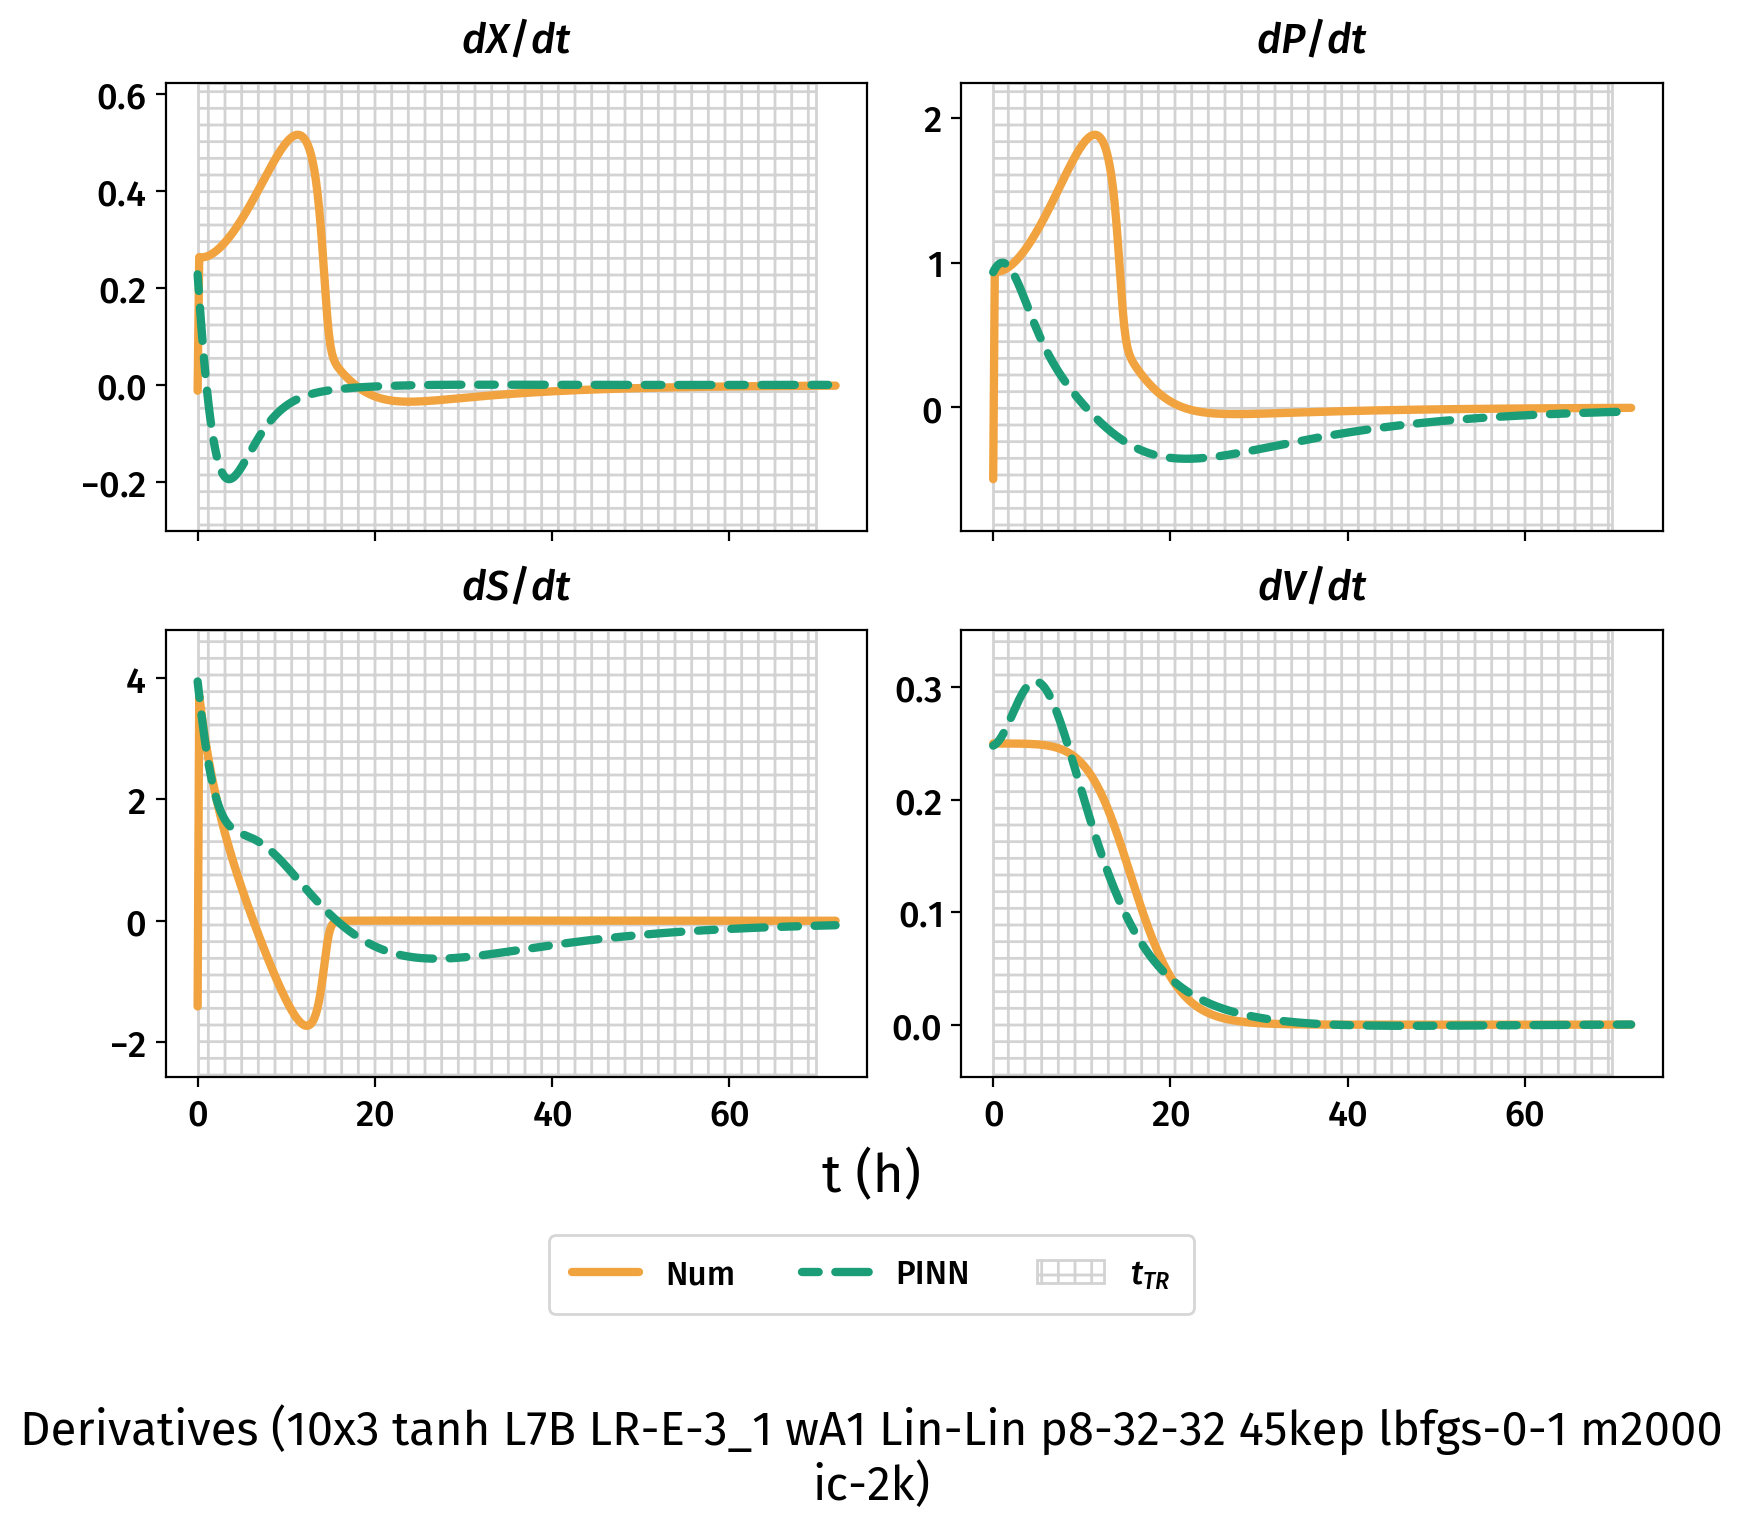 dX/dt
dP/dt
0.6
0.4
0.2
0.0
−0.2
2
1
0
dS/dt
dV/dt
4
2
0
−2
0.3
0.2
0.1
0.0
0 20 40 60
0 20 40 60
t (h)
Num PINN tTR
Derivatives (10x3 tanh L7B LR-E-3_1 wA1 Lin-Lin p8-32-32 45kep lbfgs-0-1 m2000
ic-2k)